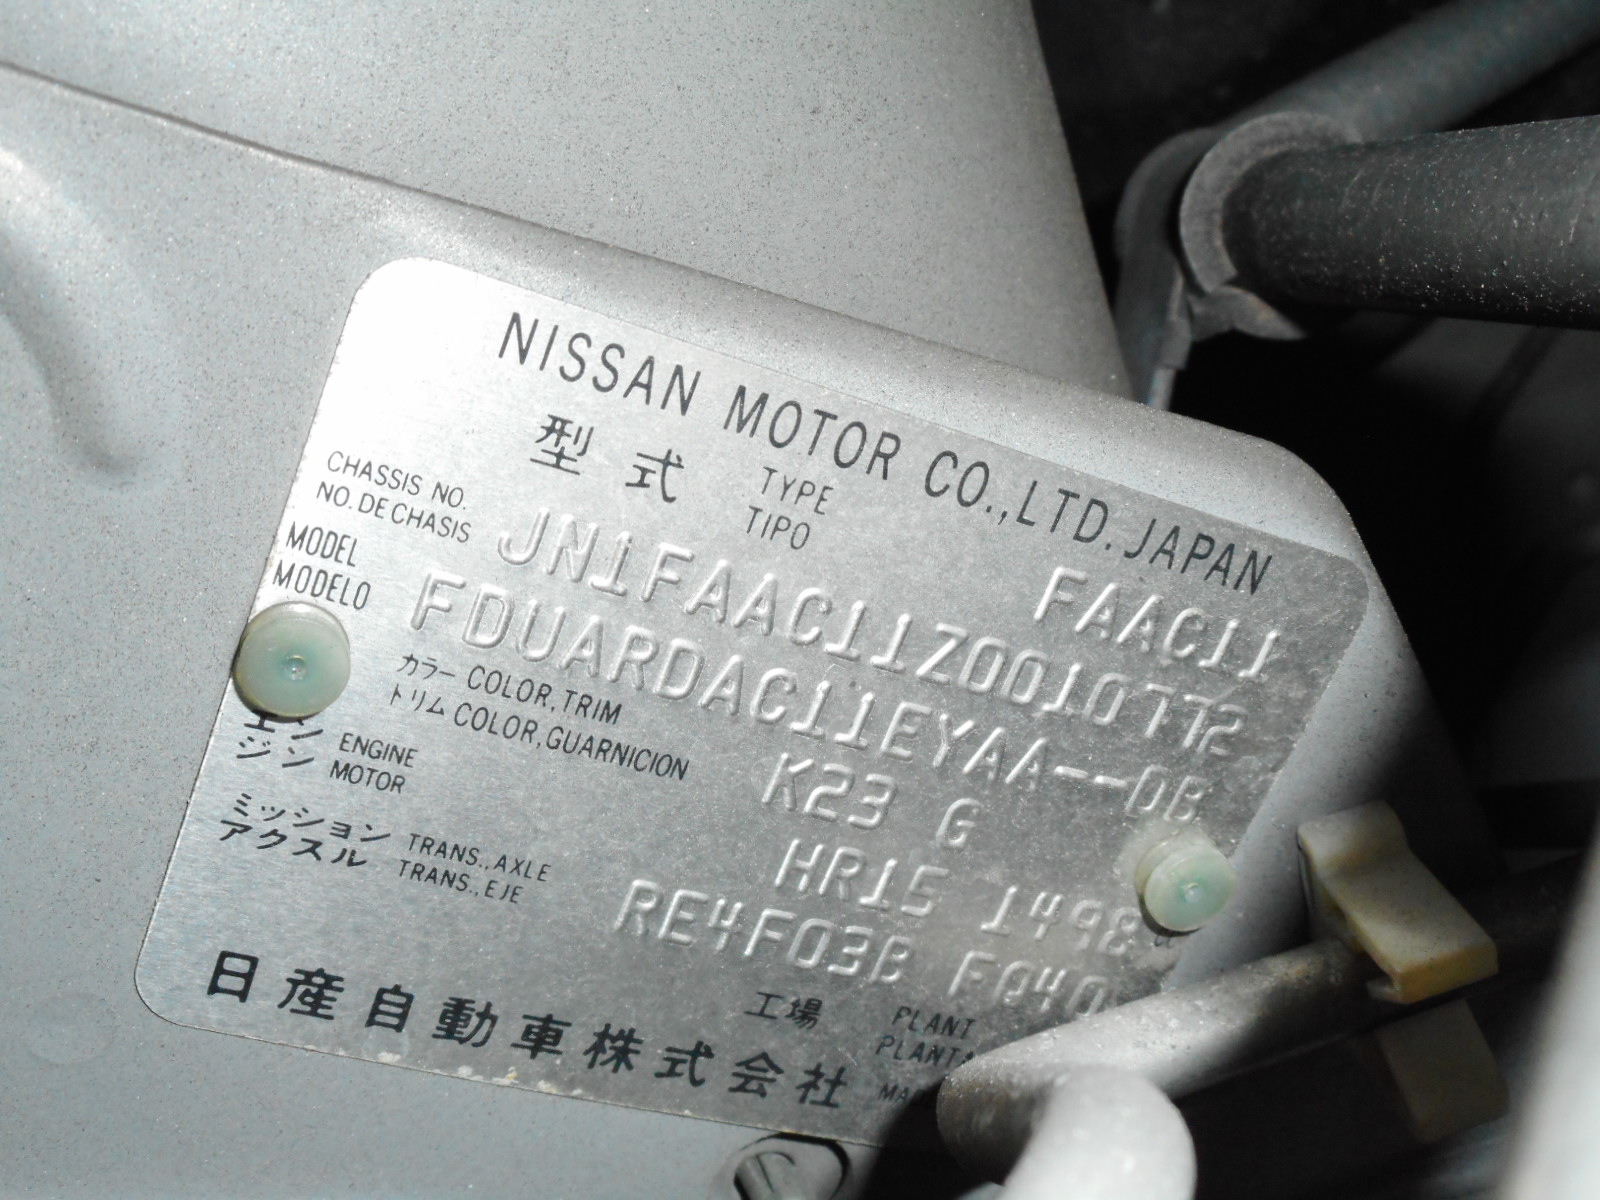 NISSAN MOTOR CO.,LTD. JAPAN
型式 TYPE TIPO FAAC11
CHASSIS NO. NO. DE CHASIS JN1FAAC11Z0010772
MODEL MODELO FDUARDAC11EYAA--0B
カラー COLOR,TRIM
トリム COLOR,GUARNICION K23 G
エンジン ENGINE MOTOR HR15 1498 cc
ミッション TRANS.,AXLE
アクスル TRANS.,EJE RE4F03B FQ40
工場 PLANT
日産自動車株式会社